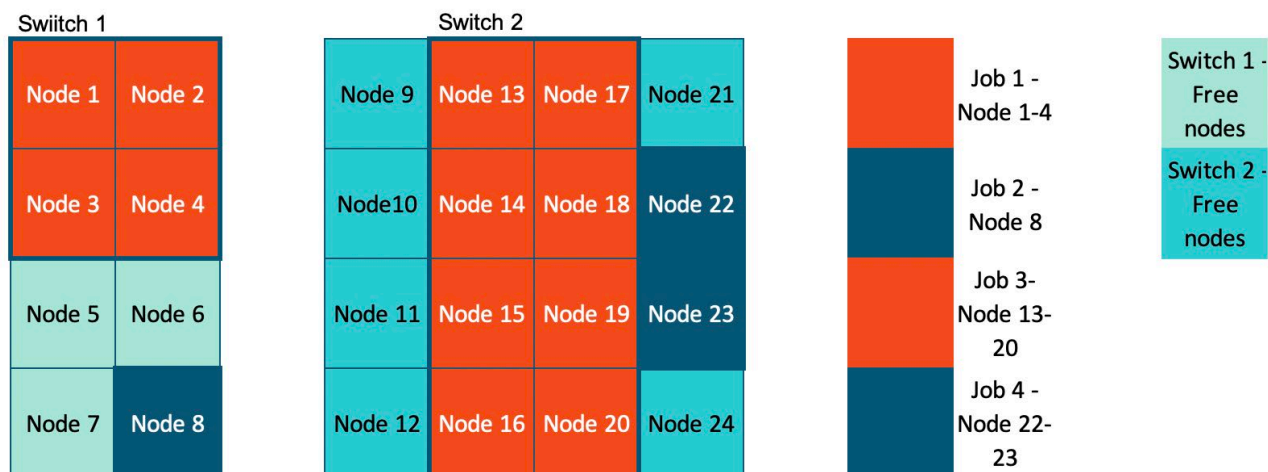 Swiitch 1
Switch 2
Node 1 Node 2
Node 3 Node 4
Node 5 Node 6
Node 7 Node 8
Node 9 Node 13 Node 17 Node 21
Node10 Node 14 Node 18 Node 22
Node 11 Node 15 Node 19 Node 23
Node 12 Node 16 Node 20 Node 24
Job 1 -
Node 1-4
Job 2 -
Node 8
Job 3-
Node 13-
20
Job 4 -
Node 22-
23
Switch 1 -
Free
nodes
Switch 2 -
Free
nodes